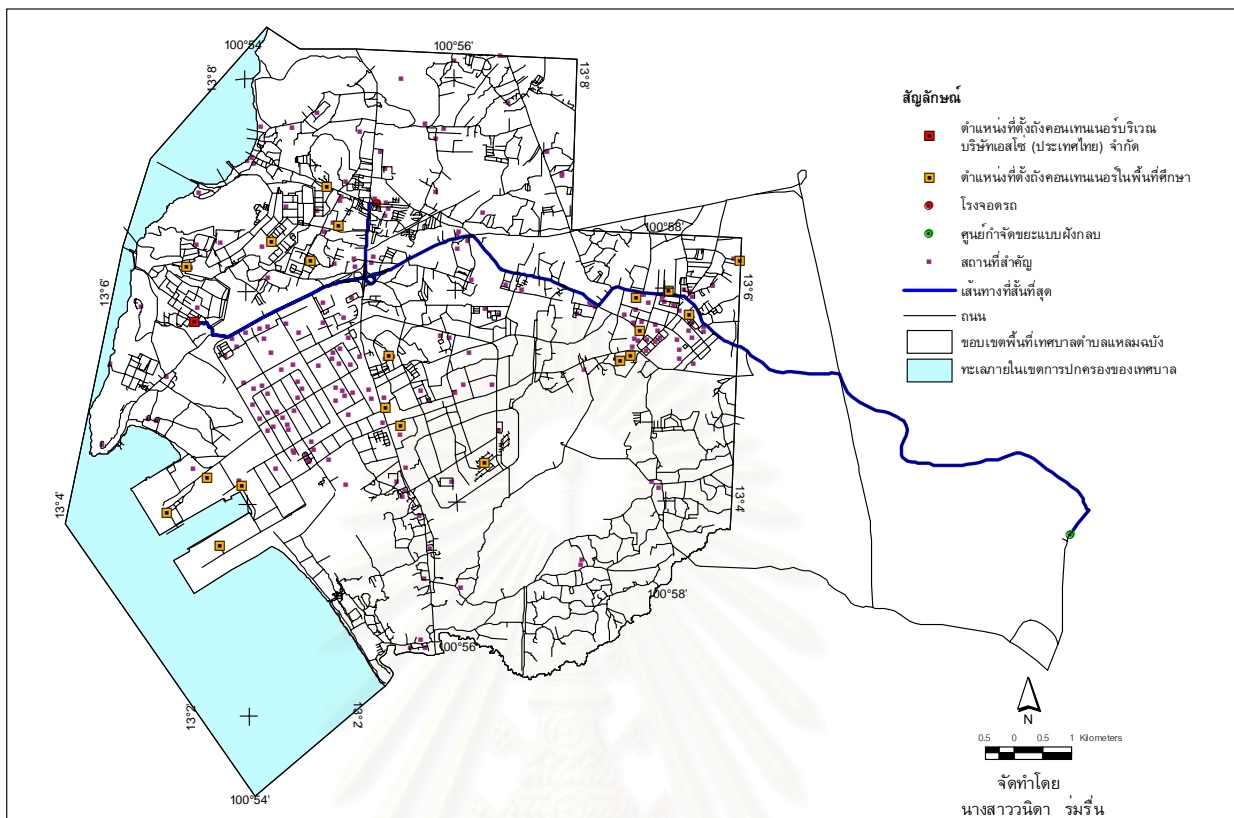 100°54'
100°56'
13°8'
13°8'
สัญลักษณ์
ตำแหน่งที่ตั้งถังคอนเทนเนอร์บริเวณ
บริษัทเอสโซ่ (ประเทศไทย) จำกัด
ตำแหน่งที่ตั้งถังคอนเทนเนอร์ในพื้นที่ศึกษา
โรงจอดรถ
ศูนย์กำจัดขยะแบบฝังกลบ
สถานที่สำคัญ
เส้นทางที่สั้นที่สุด
ถนน
ขอบเขตพื้นที่เทศบาลตำบลแหลมฉบัง
ทะเลภายในเขตการปกครองของเทศบาล
100°58'
13°6'
13°6'
13°4'
13°4'
100°58'
100°56'
13°2'
13°2'
100°54'
N
0.5 0 0.5 1 Kilometers
จัดทำโดย
นางสาววนิดา ร่มรื่น